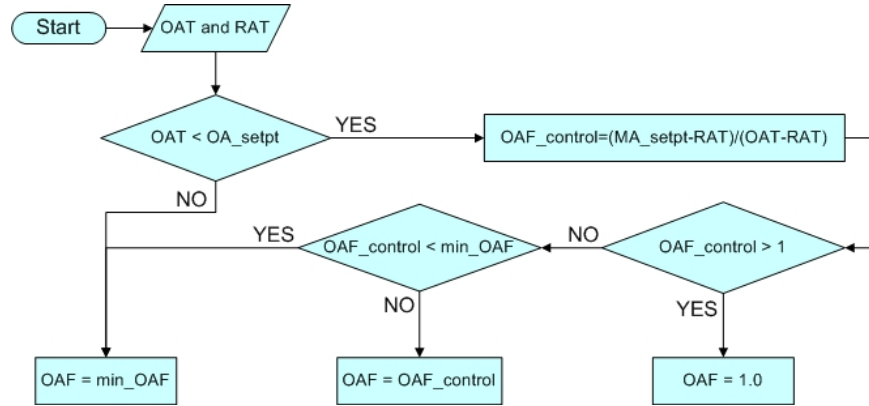 Start
OAT and RAT
OAT < OA_setpt
YES
OAF_control=(MA_setpt-RAT)/(OAT-RAT)
NO
YES
OAF_control < min_OAF
NO
OAF_control > 1
NO
YES
OAF = min_OAF
OAF = OAF_control
OAF = 1.0